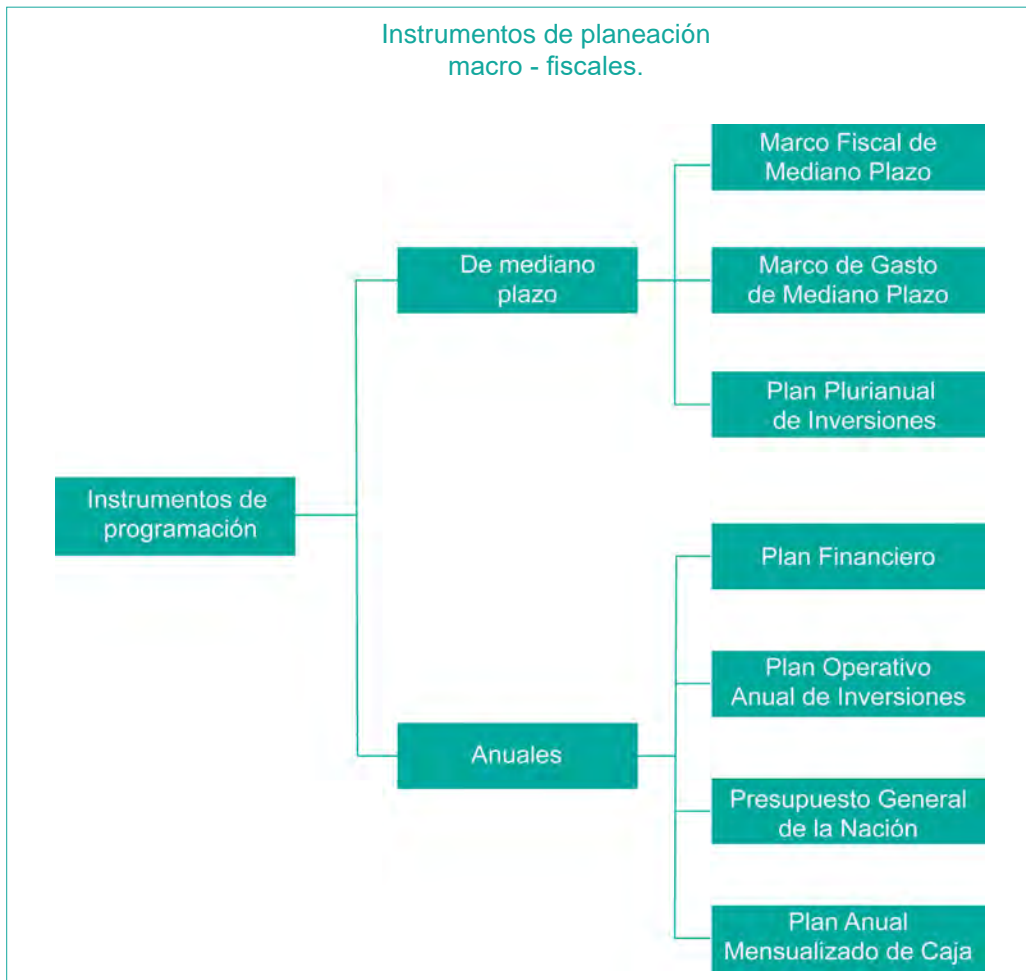 Instrumentos de planeación
macro - fiscales.
Marco Fiscal de
Mediano Plazo
De mediano
plazo
Marco de Gasto
de Mediano Plazo
Plan Plurianual
de Inversiones
Instrumentos de
programación
Plan Financiero
Plan Operativo
Anual de Inversiones
Anuales
Presupuesto General
de la Nación
Plan Anual
Mensualizado de Caja